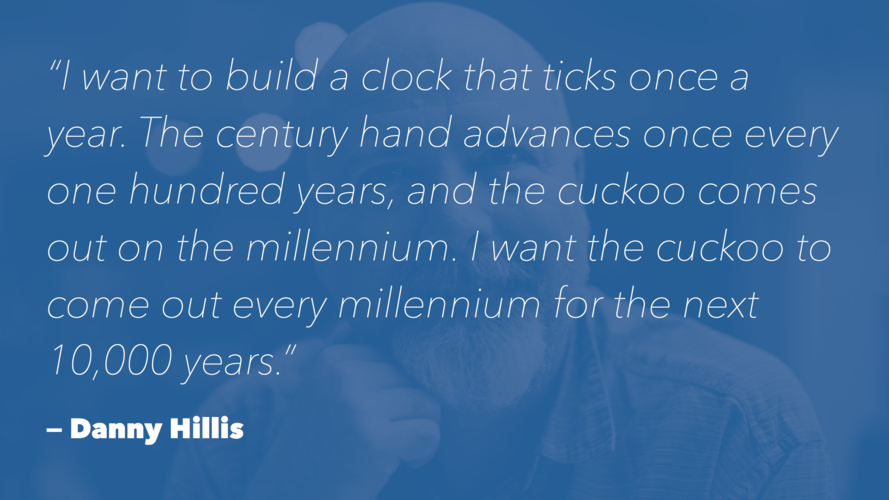 “I want to build a clock that ticks once a
year. The century hand advances once every
one hundred years, and the cuckoo comes
out on the millennium. I want the cuckoo to
come out every millennium for the next
10,000 years.”
– Danny Hillis